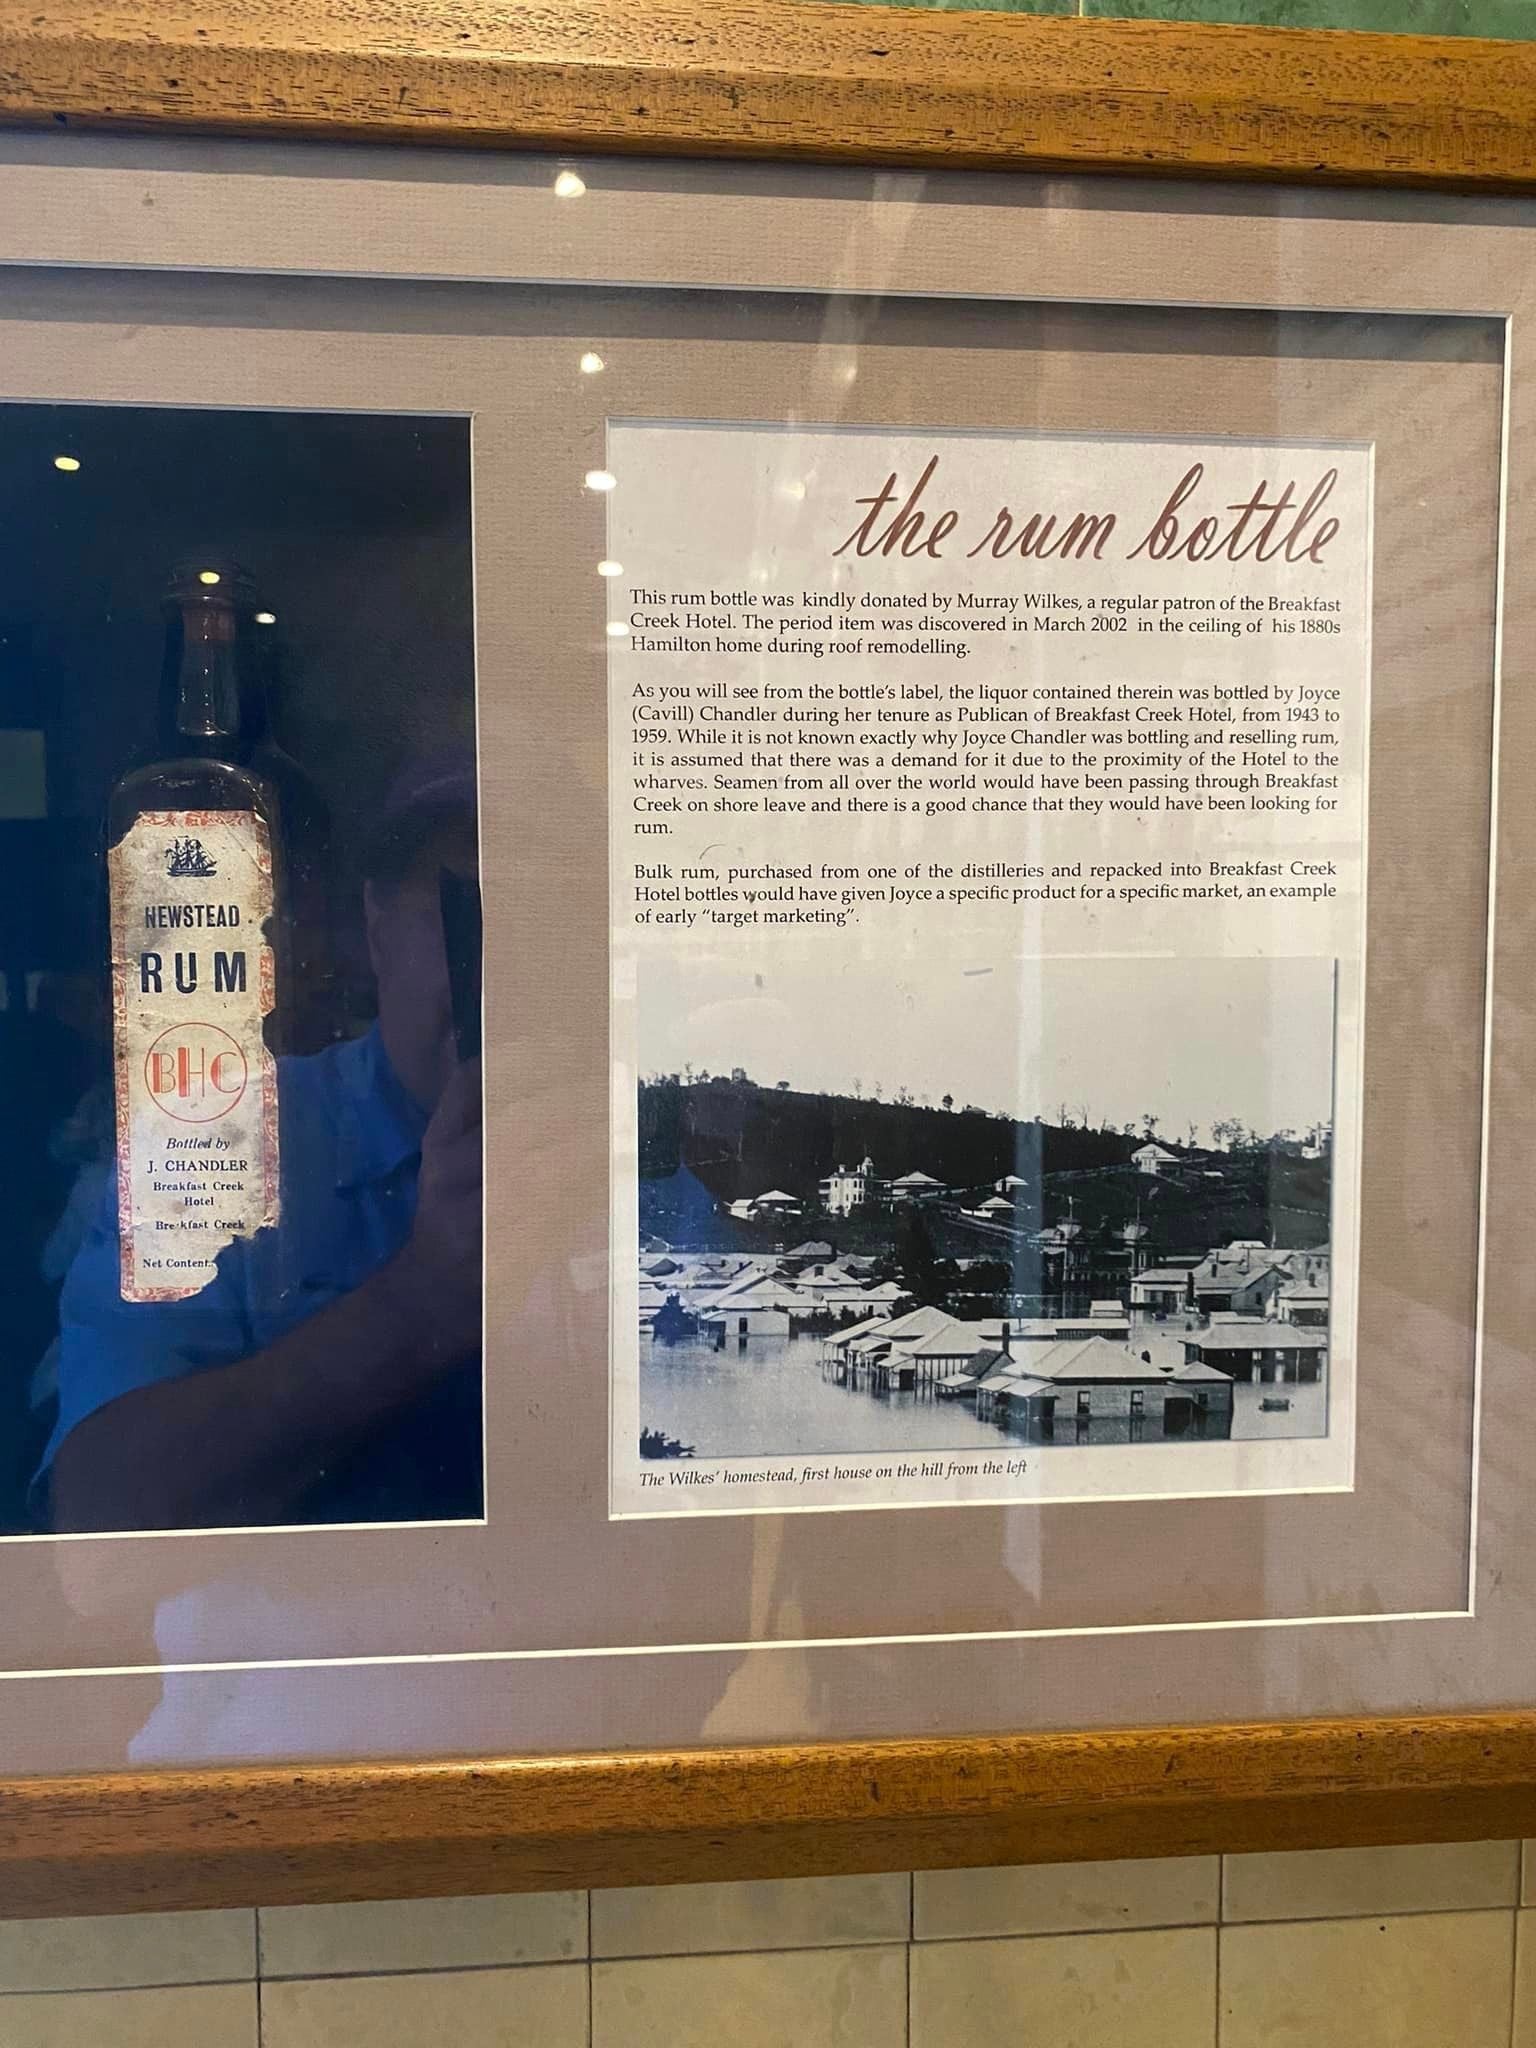 NEWSTEAD
RUM
BHC
Bottled by
J. CHANDLER
Breakfast Creek
Hotel
Breakfast Creek
Net Content
the rum bottle
This rum bottle was kindly donated by Murray Wilkes, a regular patron of the Breakfast
Creek Hotel. The period item was discovered in March 2002 in the ceiling of his 1880s
Hamilton home during roof remodelling.
As you will see from the bottle's label, the liquor contained therein was bottled by Joyce
(Cavill) Chandler during her tenure as Publican of Breakfast Creek Hotel, from 1943 to
1959. While it is not known exactly why Joyce Chandler was bottling and reselling rum,
it is assumed that there was a demand for it due to the proximity of the Hotel to the
wharves. Seamen from all over the world would have been passing through Breakfast
Creek on shore leave and there is a good chance that they would have been looking for
rum.
Bulk rum, purchased from one of the distilleries and repacked into Breakfast Creek
Hotel bottles would have given Joyce a specific product for a specific market, an example
of early "target marketing".
The Wilkes' homestead, first house on the hill from the left